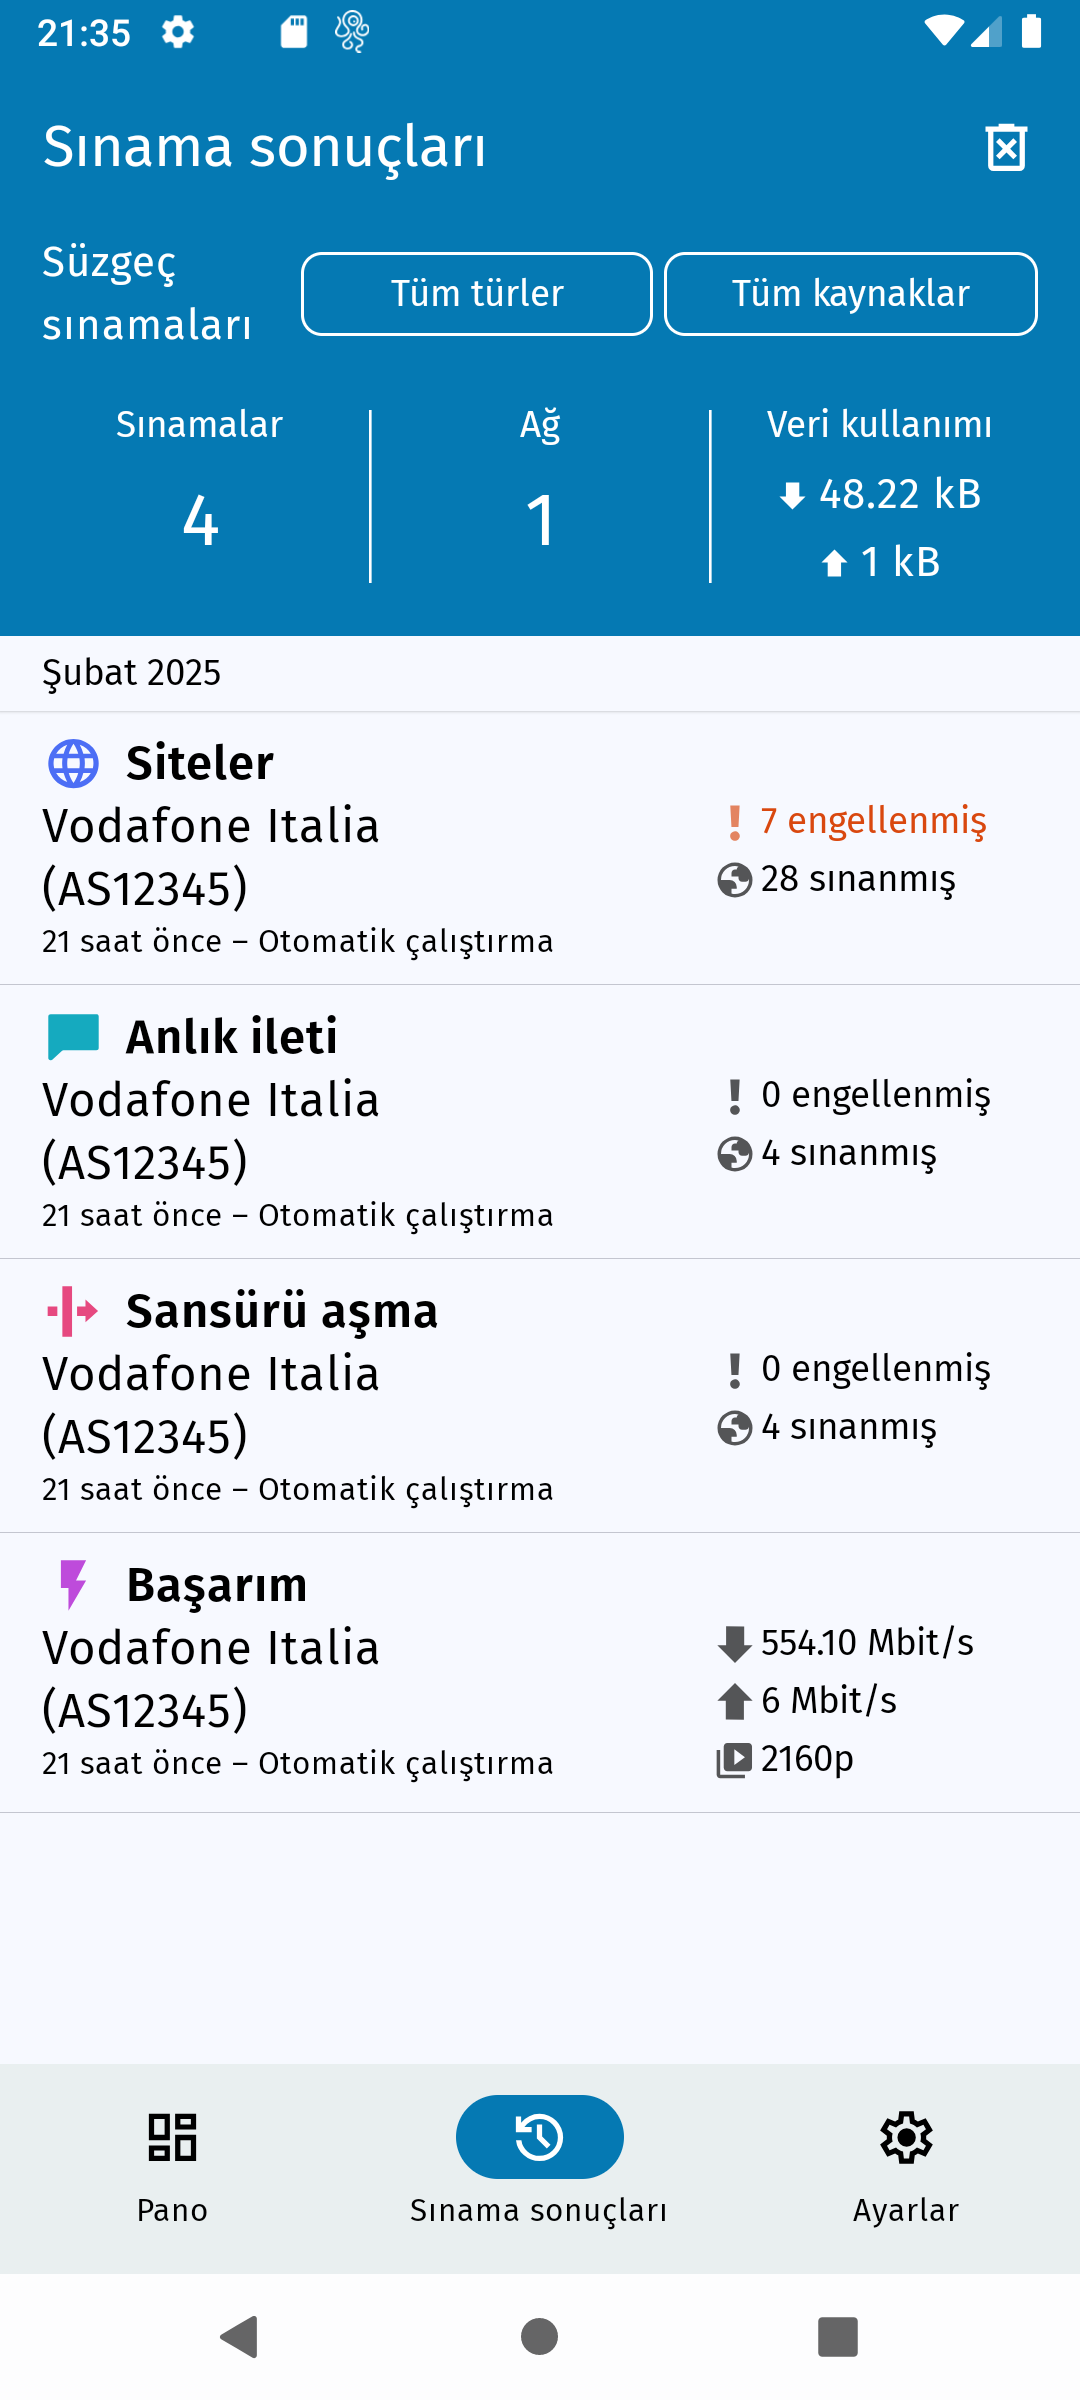 21:35
Sınama sonuçları
Süzgeç
sınamaları
Tüm türler
Tüm kaynaklar
Sınamalar
4
Ağ
1
Veri kullanımı
48.22 kB
1 kB
Şubat 2025
Siteler
Vodafone Italia
(AS12345)
21 saat önce – Otomatik çalıştırma
7 engellenmiş
28 sınanmış
Anlık ileti
Vodafone Italia
(AS12345)
21 saat önce – Otomatik çalıştırma
0 engellenmiş
4 sınanmış
Sansürü aşma
Vodafone Italia
(AS12345)
21 saat önce – Otomatik çalıştırma
0 engellenmiş
4 sınanmış
Başarım
Vodafone Italia
(AS12345)
21 saat önce – Otomatik çalıştırma
554.10 Mbit/s
6 Mbit/s
2160p
Pano
Sınama sonuçları
Ayarlar